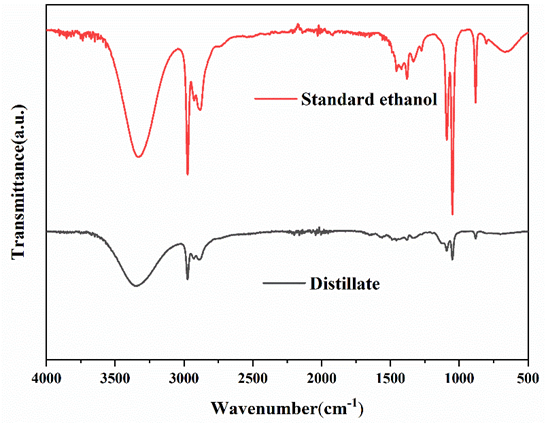 Transmittance(a.u.)
Standard ethanol
Distillate
4000 3500 3000 2500 2000 1500 1000 500
Wavenumber(cm⁻¹)